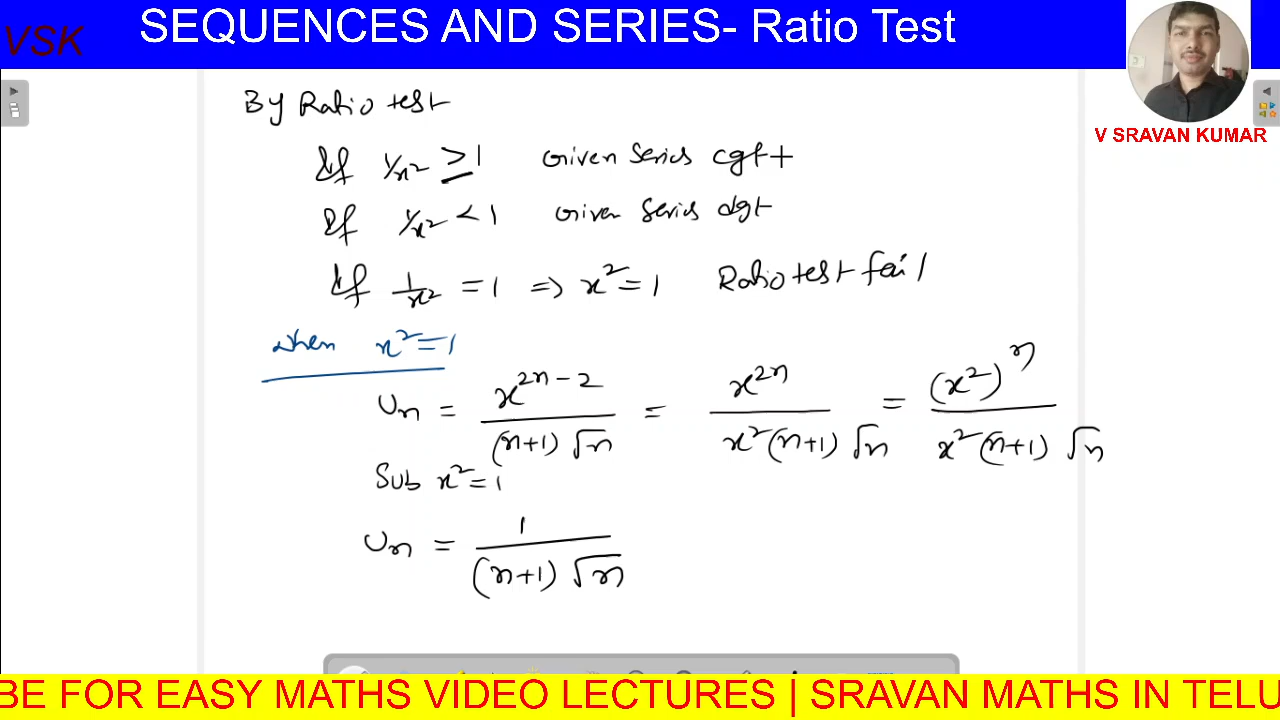 VSK
SEQUENCES AND SERIES- Ratio Test
V SRAVAN KUMAR
By Ratio test
If 1/x² ≥ 1 Given series cgt
If 1/x² < 1 Given series dgt
If 1/x² = 1 ⇒ x² = 1 Ratio test fail
when x² = 1
Uₙ = x^(2n-2) / (n+1) √n = x^(2n) / x²(n+1) √n = (x²)^n / x²(n+1) √n
Sub x² = 1
Uₙ = 1 / (n+1) √n
BE FOR EASY MATHS VIDEO LECTURES | SRAVAN MATHS IN TELU